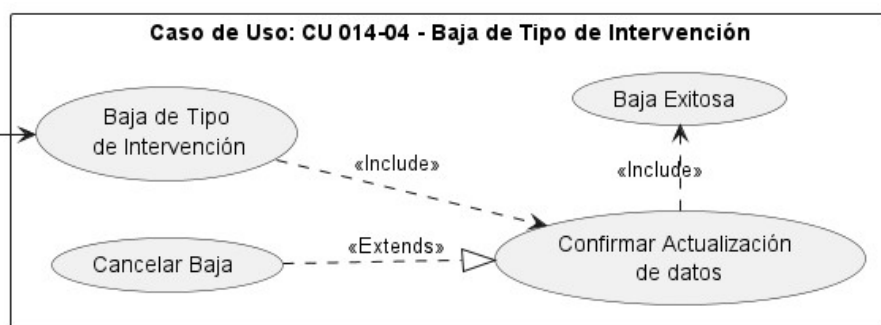 Caso de Uso: CU 014-04 - Baja de Tipo de Intervención
Baja de Tipo
de Intervención
Baja Exitosa
«Include»
«Include»
«Extends»
Cancelar Baja
Confirmar Actualización
de datos